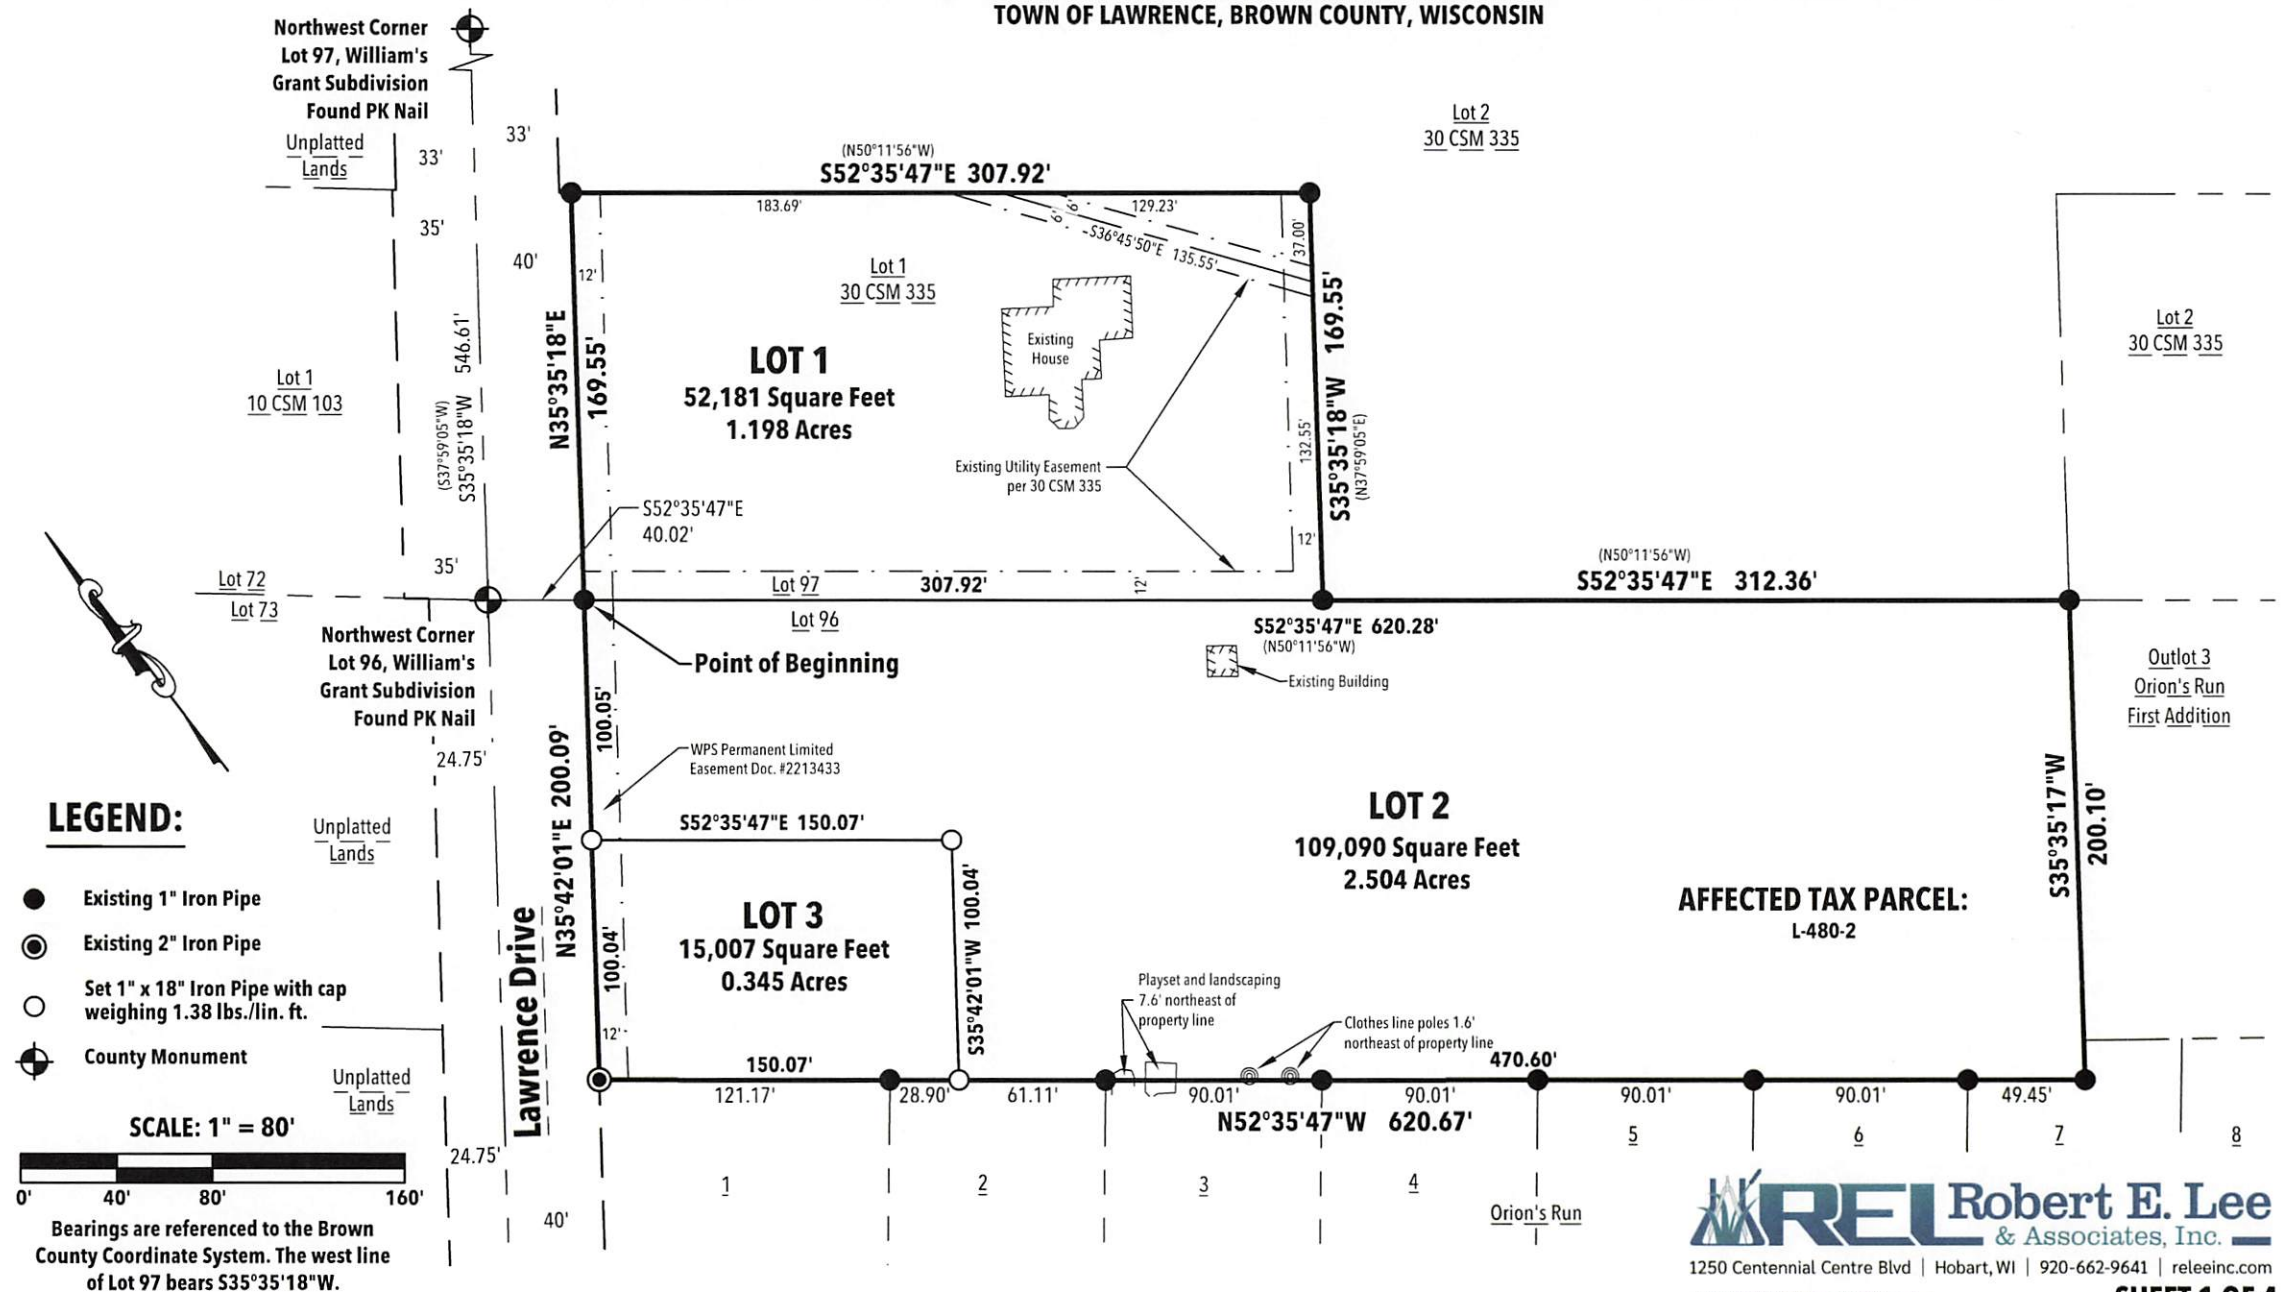 TOWN OF LAWRENCE, BROWN COUNTY, WISCONSIN
Northwest Corner
Lot 97, William's
Grant Subdivision
Found PK Nail
Unplatted
Lands
33'
33'
35'
40'
Lot 2
30 CSM 335
(N50°11'56"W)
S52°35'47"E 307.92'
183.69'
129.23'
6'
6'
S36°45'50"E 135.55'
37.00'
12'
Lot 1
30 CSM 335
Existing
House
LOT 1
52,181 Square Feet
1.198 Acres
N35°35'18"E
169.55'
S35°35'18"W 169.55'
(N37°59'05"E)
132.55'
12'
Lot 2
30 CSM 335
Lot 1
10 CSM 103
(S37°59'05"W)
S35°35'18"W 546.61'
Existing Utility Easement
per 30 CSM 335
S52°35'47"E
40.02'
35'
Lot 72
Lot 73
Lot 97
307.92'
12'
Lot 96
(N50°11'56"W)
S52°35'47"E 312.36'
S52°35'47"E 620.28'
(N50°11'56"W)
Northwest Corner
Lot 96, William's
Grant Subdivision
Found PK Nail
Point of Beginning
Existing Building
Outlot 3
Orion's Run
First Addition
24.75'
100.05'
N35°42'01"E 200.09'
WPS Permanent Limited
Easement Doc. #2213433
S52°35'47"E 150.07'
LOT 2
109,090 Square Feet
2.504 Acres
S35°35'17"W
200.10'
LEGEND:
Existing 1" Iron Pipe
Existing 2" Iron Pipe
Set 1" x 18" Iron Pipe with cap
weighing 1.38 lbs./lin. ft.
County Monument
Unplatted
Lands
Lawrence Drive
100.04'
12'
LOT 3
15,007 Square Feet
0.345 Acres
S35°42'01"W 100.04'
AFFECTED TAX PARCEL:
L-480-2
Playset and landscaping
7.6' northeast of
property line
Clothes line poles 1.6'
northeast of property line
Unplatted
Lands
150.07'
470.60'
121.17'
28.90'
61.11'
90.01'
90.01'
90.01'
90.01'
49.45'
N52°35'47"W 620.67'
SCALE: 1" = 80'
0'
40'
80'
160'
24.75'
40'
1
2
3
4
5
6
7
8
Orion's Run
Bearings are referenced to the Brown
County Coordinate System. The west line
of Lot 97 bears S35°35'18"W.
REL Robert E. Lee
& Associates, Inc.
1250 Centennial Centre Blvd | Hobart, WI | 920-662-9641 | releeinc.com
SHEET 1 OF 4